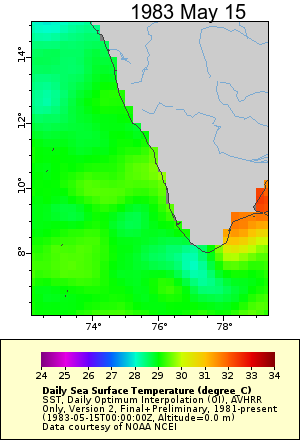 1983 May 15
14°
12°
10°
8°
74° 76° 78°
24 25 26 27 28 29 30 31 32 33 34
Daily Sea Surface Temperature (degree_C)
SST, Daily Optimum Interpolation (OI), AVHRR
Only, Version 2, Final+Preliminary, 1981-present
(1983-05-15T00:00:00Z, Altitude=0.0 m)
Data courtesy of NOAA NCEI